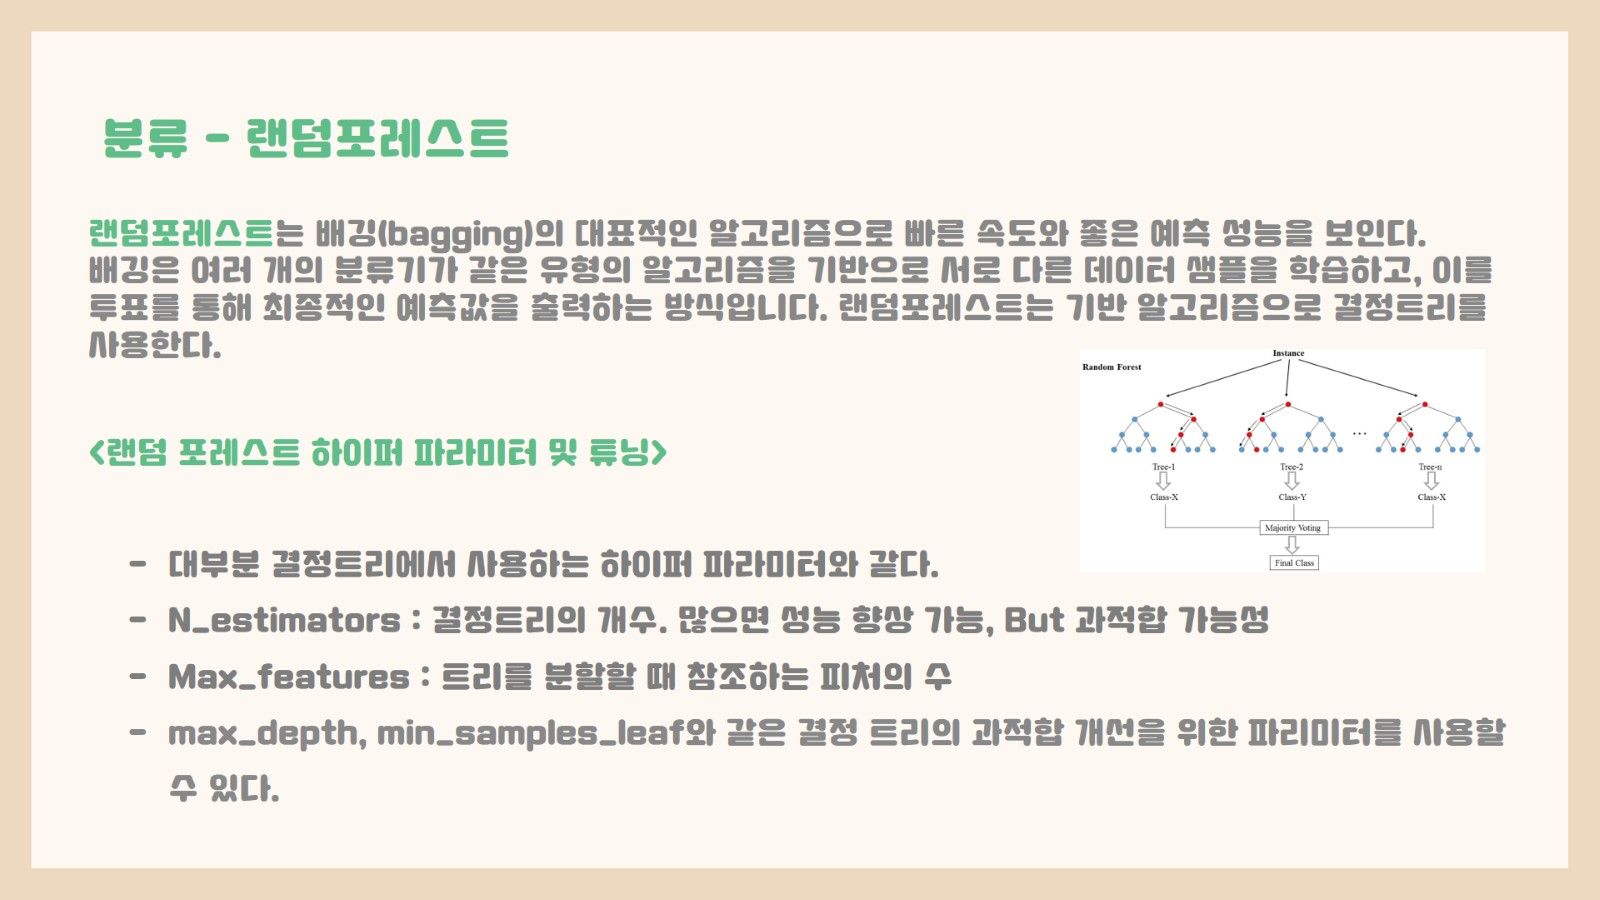 분류 - 랜덤포레스트
랜덤포레스트는 배깅(bagging)의 대표적인 알고리즘으로 빠른 속도와 좋은 예측 성능을 보인다.
배깅은 여러 개의 분류기가 같은 유형의 알고리즘을 기반으로 서로 다른 데이터 샘플을 학습하고, 이를
투표를 통해 최종적인 예측값을 출력하는 방식입니다. 랜덤포레스트는 기반 알고리즘으로 결정트리를
사용한다.
Instance
Random Forest
...
Tree-1 Tree-2 Tree-n
Class-X Class-Y Class-X
Majority Voting
Final Class
<랜덤 포레스트 하이퍼 파라미터 및 튜닝>
- 대부분 결정트리에서 사용하는 하이퍼 파라미터와 같다.
- N_estimators : 결정트리의 개수. 많으면 성능 향상 가능, But 과적합 가능성
- Max_features : 트리를 분할할 때 참조하는 피처의 수
- max_depth, min_samples_leaf와 같은 결정 트리의 과적합 개선을 위한 파리미터를 사용할
수 있다.